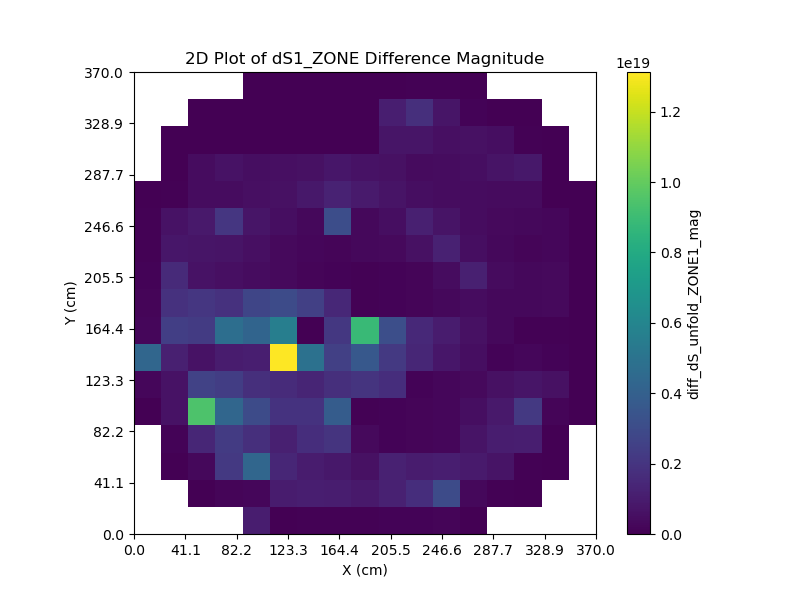 2D Plot of dS1_ZONE Difference Magnitude
1e19
370.0
328.9
287.7
246.6
205.5
164.4
123.3
82.2
41.1
0.0
Y (cm)
0.0 41.1 82.2 123.3 164.4 205.5 246.6 287.7 328.9 370.0
X (cm)
1.2
1.0
0.8
0.6
0.4
0.2
0.0
diff_dS_unfold_ZONE1_mag